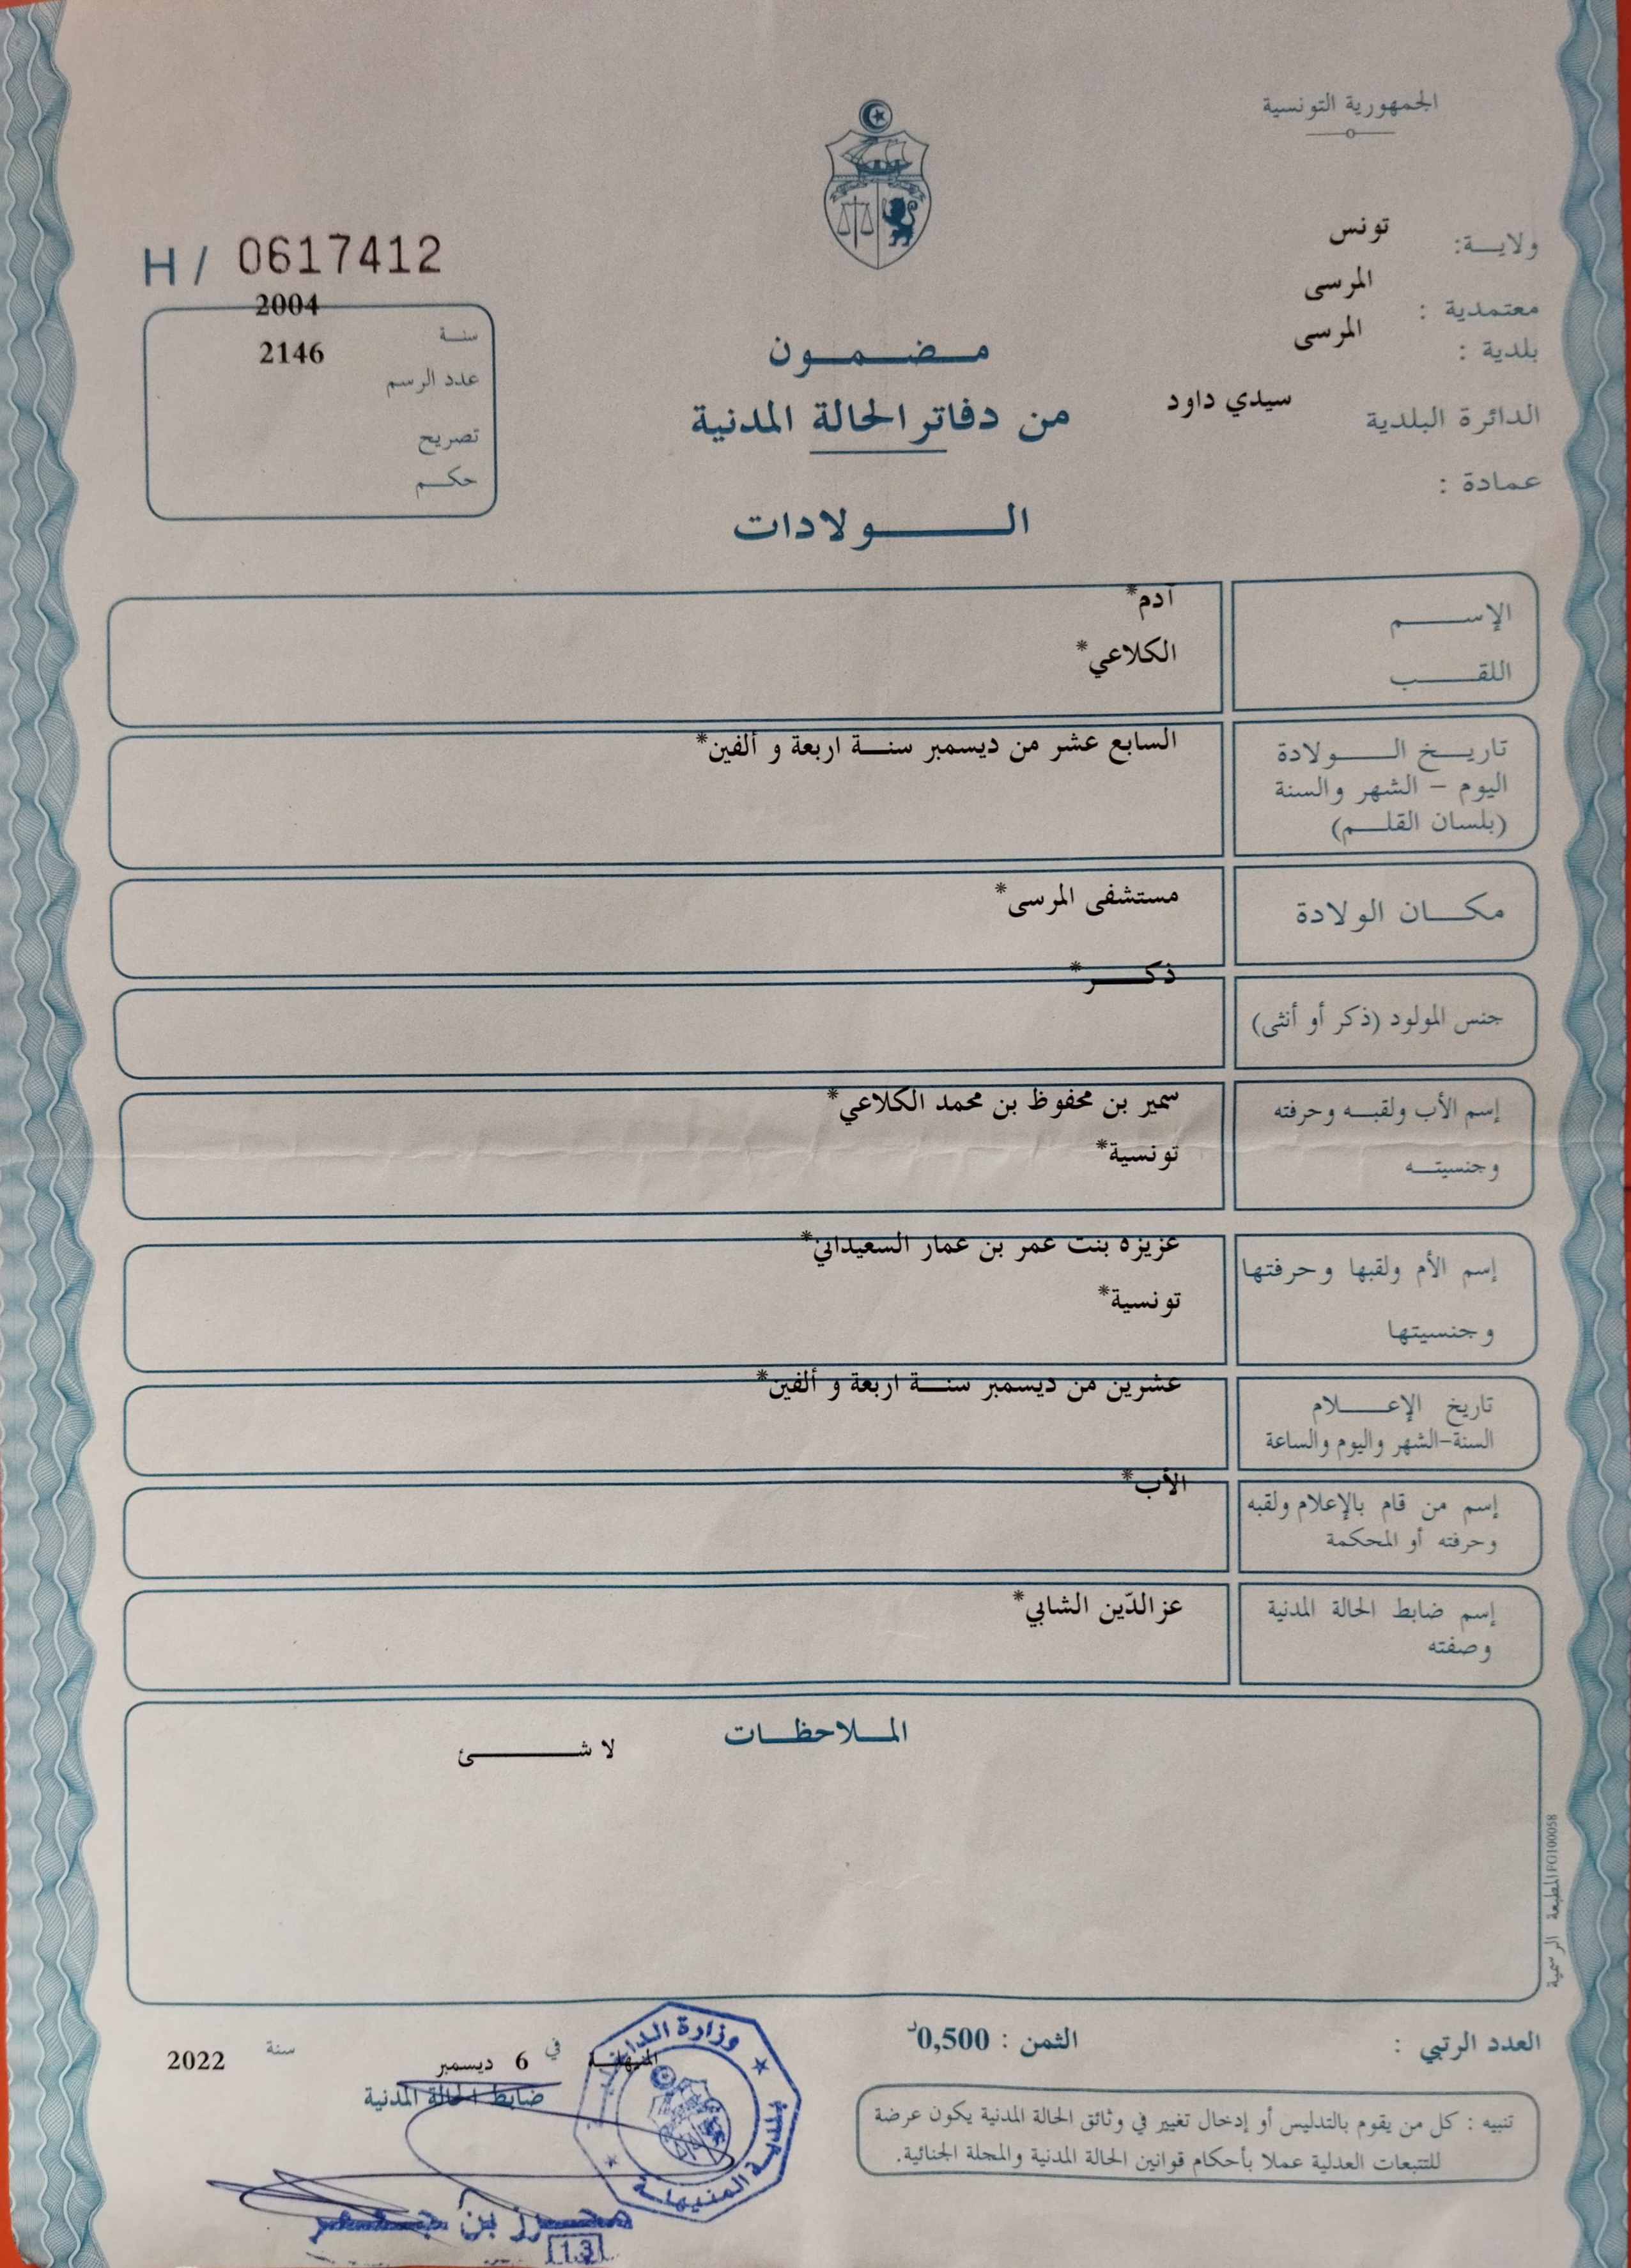 الجمهورية التونسية
ولايـــة: تونس
معتمدية : المرسى
بلدية : المرسى
الدائرة البلدية سيدي داود
عمادة :
H / 0617412
سنة 2004
عدد الرسم 2146
تصريح
حكم
مضمون
من دفاتر الحالة المدنية
الولادات
الإسم آدم*
اللقب الكلاعي*
تاريخ الولادة السابع عشر من ديسمبر سنة اربعة و ألفين*
اليوم – الشهر والسنة
(بلسان القلم)
مكان الولادة مستشفى المرسى*
جنس المولود (ذكر أو أنثى) ذكر*
إسم الأب ولقبه وحرفته سمير بن محفوظ بن محمد الكلاعي*
وجنسيته تونسية*
إسم الأم ولقبها وحرفتها عزيزه بنت عمر بن عمار السعيداني*
وجنسيتها تونسية*
تاريخ الإعلام عشرين من ديسمبر سنة اربعة و ألفين*
السنة-الشهر واليوم والساعة
إسم من قام بالإعلام ولقبه الأب*
وحرفته أو المحكمة
إسم ضابط الحالة المدنية عزالدّين الشابي*
وصفته
الملاحظات
لا شئ
المطبعة الرسمية FG100058
العدد الرتبي :
الثمن : 0,500د
المنيهلة في 6 ديسمبر سنة 2022
ضابط الحالة المدنية
تنبيه : كل من يقوم بالتدليس أو إدخال تغيير في وثائق الحالة المدنية يكون عرضة
للتتبعات العدلية عملا بأحكام قوانين الحالة المدنية والمجلة الجنائية.
وزارة الداخلية
بلدية المنيهلة
محرز بن جعفر
13